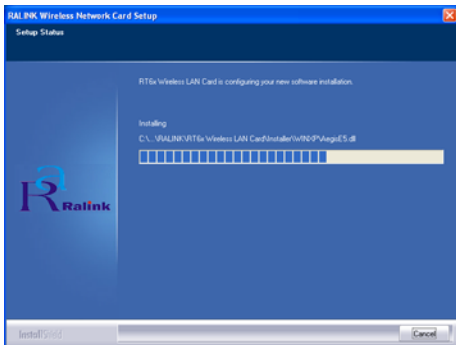 RALINK Wireless Network Card Setup
Setup Status
RT6x Wireless LAN Card is configuring your new software installation.
Installing
C:\...\RALINK\RT6x Wireless LAN Card\Installer\WINXP\AegisE5.dll
Ralink
InstallShield
Cancel